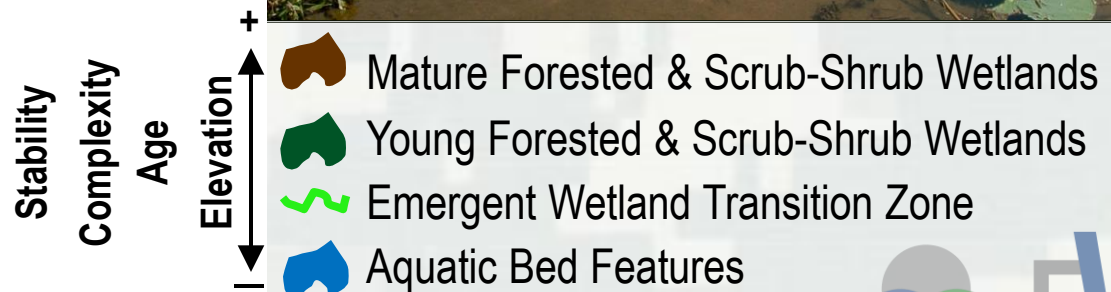 Stability
Complexity
Age
Elevation
+
–
Mature Forested & Scrub-Shrub Wetlands
Young Forested & Scrub-Shrub Wetlands
Emergent Wetland Transition Zone
Aquatic Bed Features